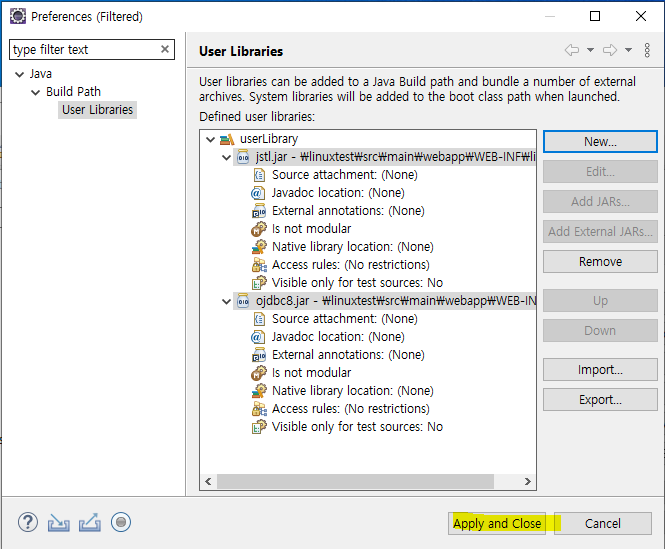 Preferences (Filtered)
type filter text
Java
Build Path
User Libraries
User Libraries
User libraries can be added to a Java Build path and bundle a number of external
archives. System libraries will be added to the boot class path when launched.
Defined user libraries:
userLibrary
jstl.jar - ₩linuxtest₩src₩main₩webapp₩WEB-INF₩li
Source attachment: (None)
Javadoc location: (None)
External annotations: (None)
Is not modular
Native library location: (None)
Access rules: (No restrictions)
Visible only for test sources: No
ojdbc8.jar - ₩linuxtest₩src₩main₩webapp₩WEB-IN
Source attachment: (None)
Javadoc location: (None)
External annotations: (None)
Is not modular
Native library location: (None)
Access rules: (No restrictions)
Visible only for test sources: No
New...
Edit...
Add JARs...
Add External JARs...
Remove
Up
Down
Import...
Export...
Apply and Close
Cancel